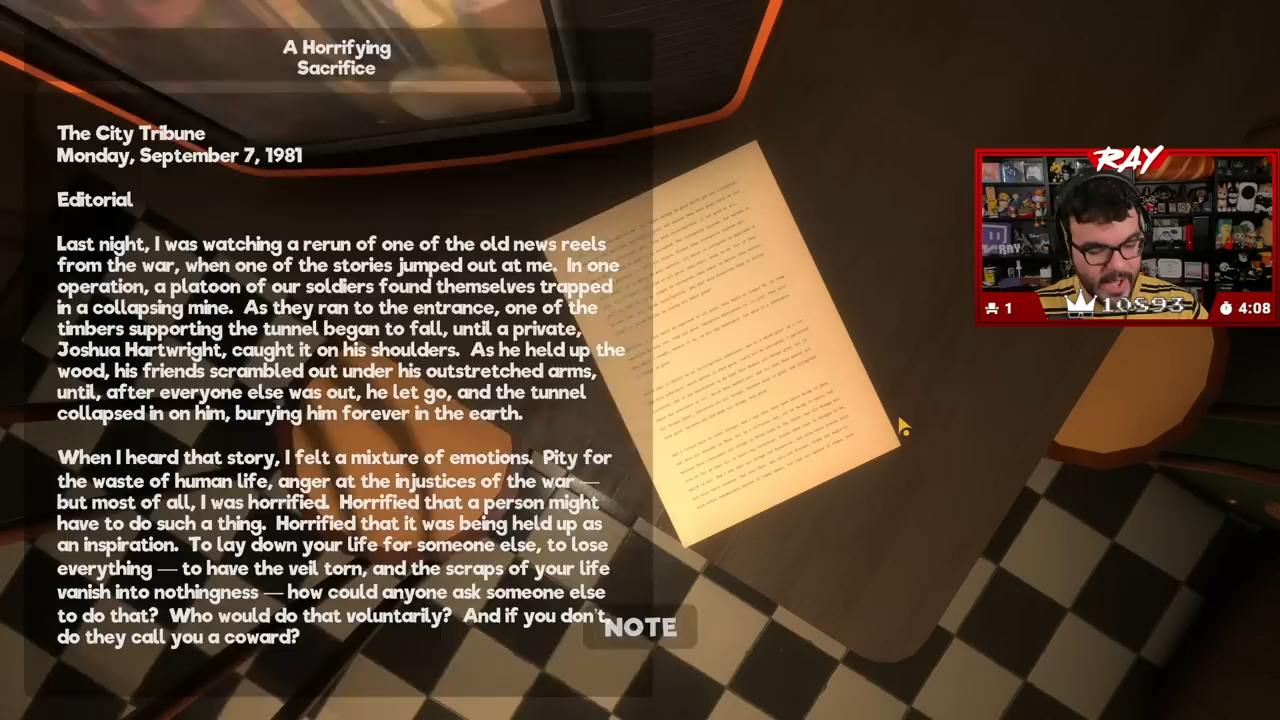 A Horrifying
Sacrifice
The City Tribune
Monday, September 7, 1981
Editorial
Last night, I was watching a rerun of one of the old news reels
from the war, when one of the stories jumped out at me. In one
operation, a platoon of our soldiers found themselves trapped
in a collapsing mine. As they ran to the entrance, one of the
timbers supporting the tunnel began to fall, until a private,
Joshua Hartwright, caught it on his shoulders. As he held up the
wood, his friends scrambled out under his outstretched arms,
until, after everyone else was out, he let go, and the tunnel
collapsed in on him, burying him forever in the earth.
When I heard that story, I felt a mixture of emotions. Pity for
the waste of human life, anger at the injustices of the war —
but most of all, I was horrified. Horrified that a person might
have to do such a thing. Horrified that it was being held up as
an inspiration. To lay down your life for someone else, to lose
everything — to have the veil torn, and the scraps of your life
vanish into nothingness — how could anyone ask someone else
to do that? Who would do that voluntarily? And if you don't,
do they call you a coward?
NOTE
RAY
RAY
1
10593
4:08